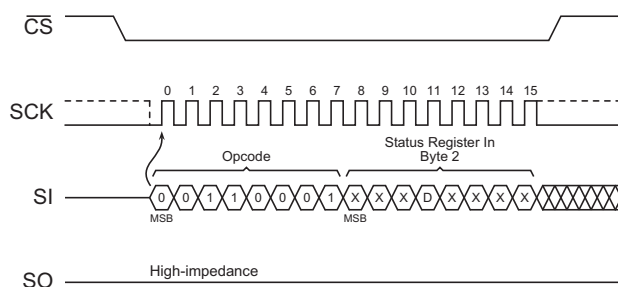 CS
SCK
0 1 2 3 4 5 6 7 8 9 10 11 12 13 14 15
Opcode
Status Register In
Byte 2
SI
0 0 1 1 0 0 0 1 X X X D X X X X
MSB MSB
SO
High-impedance